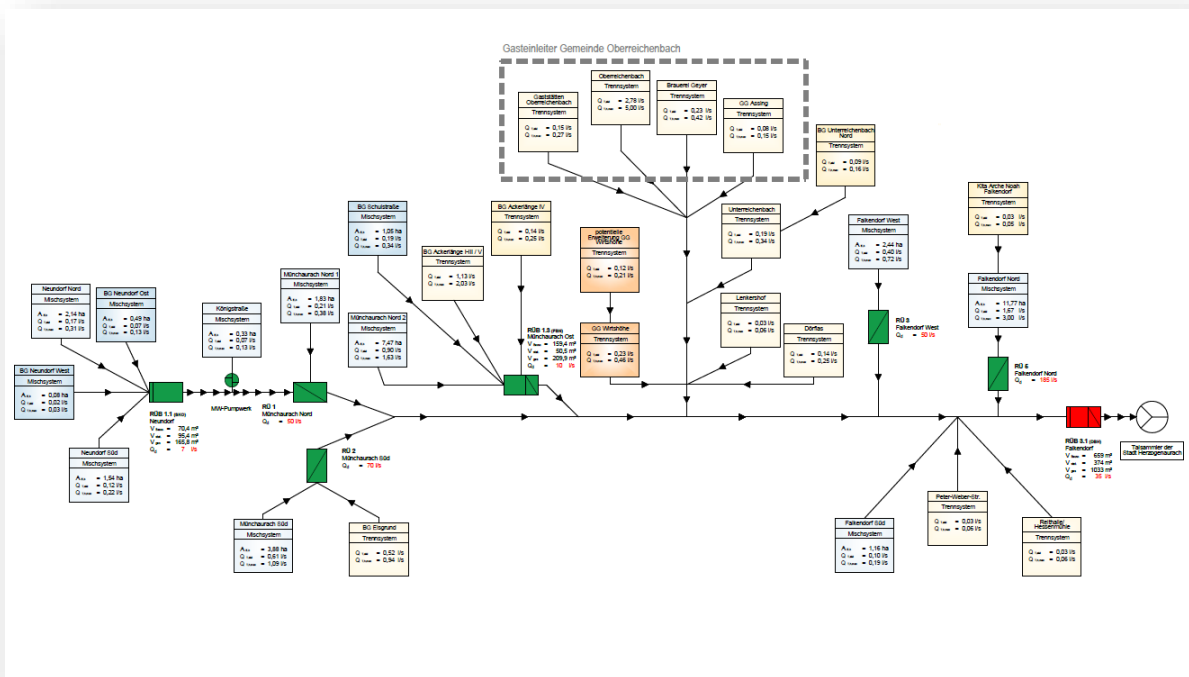 Gasteinleiter Gemeinde Oberreichenbach
Gaststätten
Oberreichenbach
Trennsystem
= 0,15 l/s
= 0,27 l/s
Oberreichenbach
Trennsystem
= 2,78 l/s
= 5,00 l/s
Brauerei Geyer
Trennsystem
= 0,23 l/s
= 0,42 l/s
GG Assing
Trennsystem
= 0,08 l/s
= 0,15 l/s
BG Unterreichenbach
Nord
Trennsystem
= 0,09 l/s
= 0,16 l/s
BG Schulstraße
Mischsystem
= 1,05 ha
= 0,19 l/s
= 0,34 l/s
BG Ackerlänge IV
Trennsystem
= 0,14 l/s
= 0,25 l/s
BG Ackerlänge
Trennsystem
= 1,13 l/s
= 2,03 l/s
potentielle
Erweiterung GG
Wirtshöhe
= 0,12 l/s
= 0,21 l/s
Unterreichenbach
Trennsystem
= 0,19 l/s
= 0,34 l/s
Falkendorf West
Mischsystem
= 2,44 ha
= 0,40 l/s
= 0,72 l/s
Kita Arche Noah
Falkendorf
Trennsystem
= 0,03 l/s
= 0,05 l/s
Neundorf Nord
Mischsystem
= 2,14 ha
= 0,17 l/s
= 0,31 l/s
BG Neundorf Ost
Mischsystem
= 0,49 ha
= 0,07 l/s
= 0,13 l/s
Königstraße
Mischsystem
= 0,33 ha
= 0,07 l/s
= 0,13 l/s
Münchaurach Nord 1
Mischsystem
= 1,83 ha
= 0,21 l/s
= 0,38 l/s
Münchaurach Nord 2
Mischsystem
= 7,47 ha
= 0,90 l/s
= 1,63 l/s
RÜB 1.3
Münchaurach Ost
= 159,4 m³
= 50,5 m³
= 209,9 m³
= 10 l/s
GG Wirtshöhe
Trennsystem
= 0,23 l/s
= 0,46 l/s
Lenkershof
Trennsystem
= 0,03 l/s
= 0,06 l/s
Dörflas
Trennsystem
= 0,14 l/s
= 0,25 l/s
RÜ 5
Falkendorf West
= 50 l/s
Falkendorf Nord
Mischsystem
= 11,77 ha
= 1,67 l/s
= 3,00 l/s
Falkendorf Nord
= 185 l/s
BG Neundorf West
Mischsystem
= 0,08 ha
= 0,02 l/s
= 0,03 l/s
RÜB 1.1
Neundorf
= 70,4 m³
= 95,4 m³
= 165,8 m³
= 7 l/s
MW-Pumpwerk
RÜ 1
Münchaurach Nord
= 50 l/s
RÜ 2
Münchaurach Süd
= 70 l/s
Neundorf Süd
Mischsystem
= 1,64 ha
= 0,12 l/s
= 0,22 l/s
Münchaurach Süd
Mischsystem
= 3,88 ha
= 0,61 l/s
= 1,09 l/s
BG Eisgrund
Trennsystem
= 0,52 l/s
= 0,94 l/s
Falkendorf Süd
Mischsystem
= 1,16 ha
= 0,10 l/s
= 0,19 l/s
Peter-Weber-Str.
Trennsystem
= 0,03 l/s
= 0,06 l/s
Reithalle/
Hessenmühle
Trennsystem
= 0,03 l/s
= 0,06 l/s
RÜB 3.1
Falkendorf
= 659 m³
= 374 m³
= 1033 m³
= 35 l/s
Talsammler der
Stadt Herzogenaurach